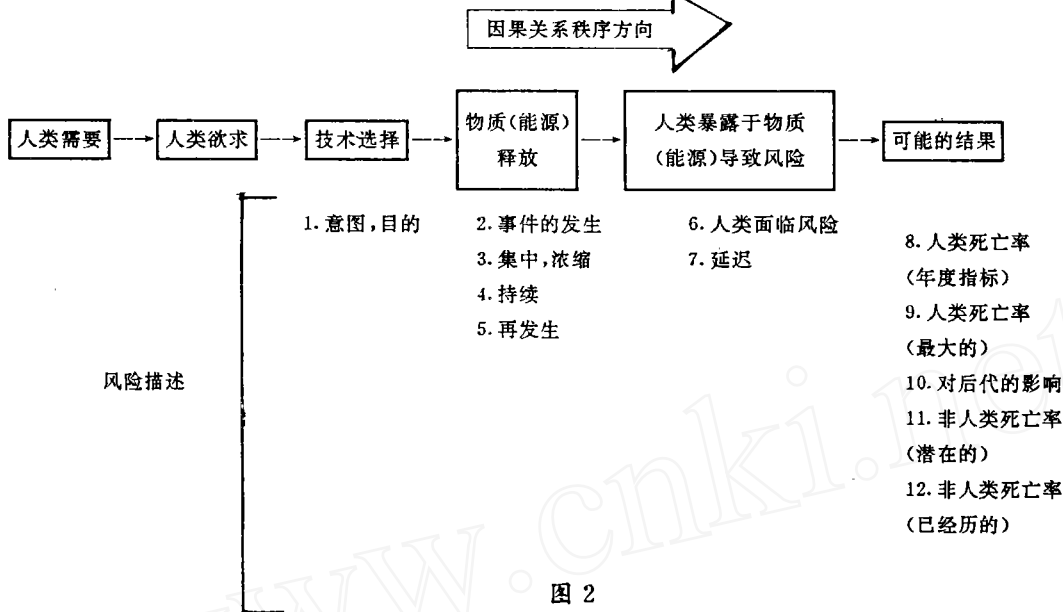 因果关系秩序方向
人类需要
人类欲求
技术选择
物质(能源)
释放
人类暴露于物质
(能源)导致风险
可能的结果
1.意图,目的
2.事件的发生
3.集中,浓缩
4.持续
5.再发生
6.人类面临风险
7.延迟
8.人类死亡率
(年度指标)
9.人类死亡率
(最大的)
10.对后代的影响
11.非人类死亡率
(潜在的)
12.非人类死亡率
(已经历的)
风险描述
图 2
www.cnki.net